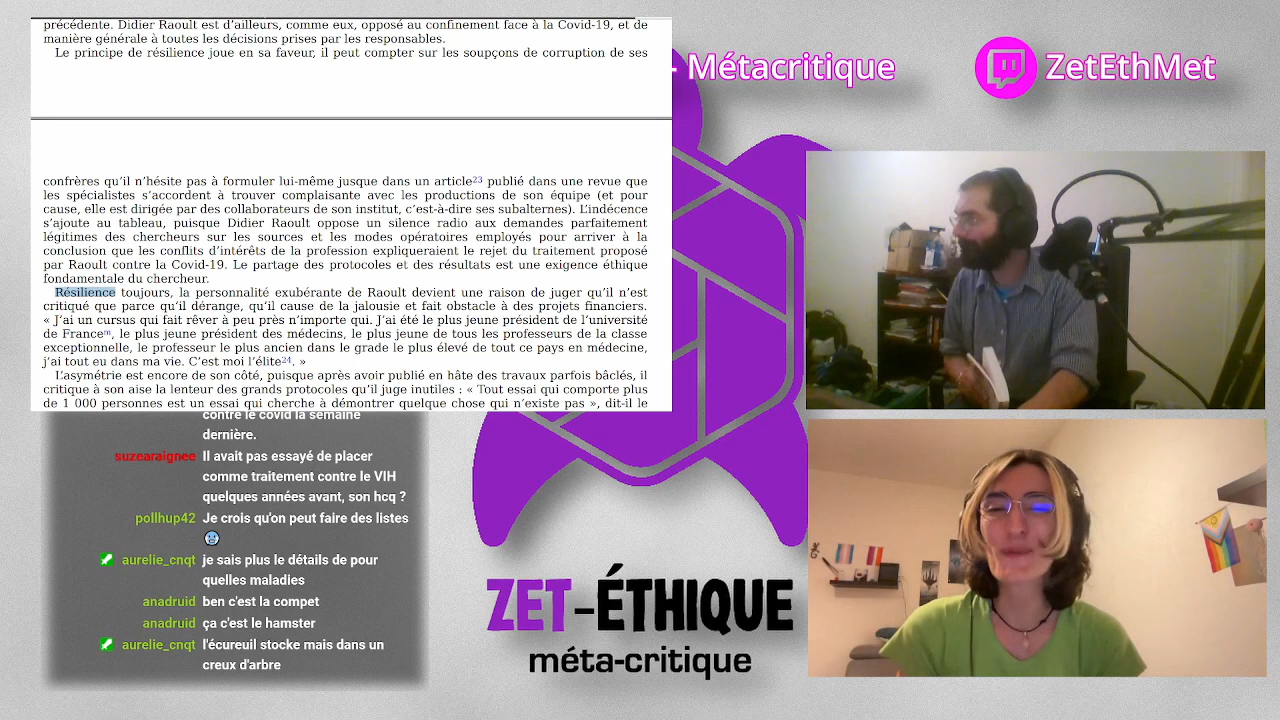 précédente. Didier Raoult est d’ailleurs, comme eux, opposé au confinement face à la Covid-19, et de
manière générale à toutes les décisions prises par les responsables.
Le principe de résilience joue en sa faveur. il peut compter sur les soupçons de corruption de ses
confrères qu’il n’hésite pas à formuler lui-même jusque dans un article23 publié dans une revue que
les spécialistes s’accordent à trouver complaisante avec les productions de son équipe (et pour
cause, elle est dirigée par des collaborateurs de son institut, c’est-à-dire ses subalternes). L’indécence
s’ajoute au tableau, puisque Didier Raoult oppose un silence radio aux demandes parfaitement
légitimes des chercheurs sur les sources et les modes opératoires employés pour arriver à la
conclusion que les conflits d’intérêts de la profession expliqueraient le rejet du traitement proposé
par Raoult contre la Covid-19. Le partage des protocoles et des résultats est une exigence éthique
fondamentale du chercheur.
Résilience toujours, la personnalité exubérante de Raoult devient une raison de juger qu’il n’est
critiqué que parce qu’il dérange, qu’il cause de la jalousie et fait obstacle à des projets financiers.
« J’ai un cursus qui fait rêver à peu près n’importe qui. J’ai été le plus jeune président de l’université
de Francem, le plus jeune président des médecins, le plus jeune de tous les professeurs de la classe
exceptionnelle, le professeur le plus ancien dans le grade le plus élevé de tout ce pays en médecine,
j’ai tout eu dans ma vie. C’est moi l’élite24. »
L’asymétrie est encore de son côté, puisque après avoir publié en hâte des travaux parfois bâclés, il
critique à son aise la lenteur des grands protocoles qu’il juge inutiles : « Tout essai qui comporte plus
de 1 000 personnes est un essai qui cherche à démontrer quelque chose qui n’existe pas », dit-il le
- Métacritique
ZetEthMet
contre le covid la semaine
dernière.
suzearaignee Il avait pas essayé de placer
comme traitement contre le VIH
quelques années avant, son hcq ?
pollhup42 Je crois qu'on peut faire des listes
aurelie_cnqt je sais plus le détails de pour
quelles maladies
anadruid ben c'est la compet
anadruid ça c'est le hamster
aurelie_cnqt l'écureuil stocke mais dans un
creux d'arbre
ZET-ÉTHIQUE
méta-critique